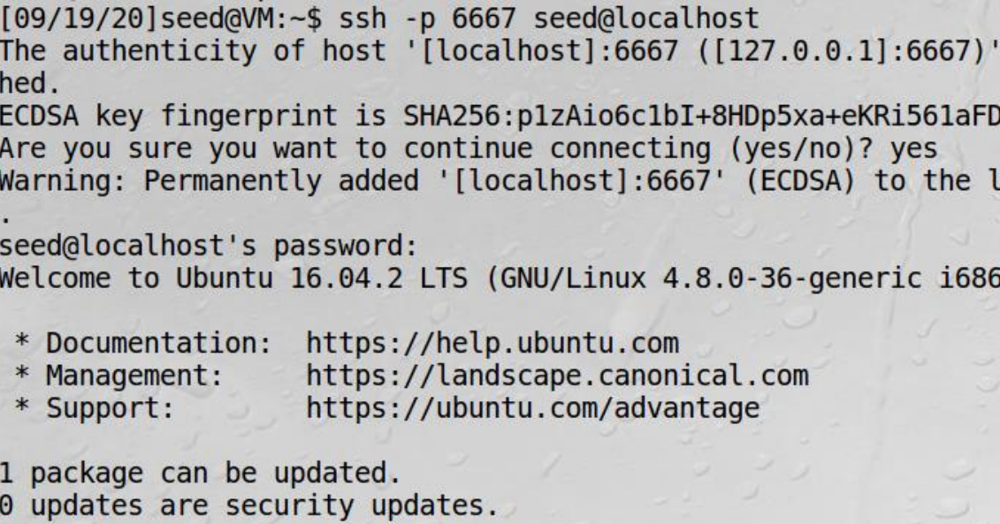 [09/19/20]seed@VM:~$ ssh -p 6667 seed@localhost
The authenticity of host '[localhost]:6667 ([127.0.0.1]:6667)'
hed.
ECDSA key fingerprint is SHA256:p1zAio6c1bI+8HDp5xa+eKRi561aFD
Are you sure you want to continue connecting (yes/no)? yes
Warning: Permanently added '[localhost]:6667' (ECDSA) to the l
.
seed@localhost's password:
Welcome to Ubuntu 16.04.2 LTS (GNU/Linux 4.8.0-36-generic i686
* Documentation:  https://help.ubuntu.com
* Management:     https://landscape.canonical.com
* Support:        https://ubuntu.com/advantage
1 package can be updated.
0 updates are security updates.